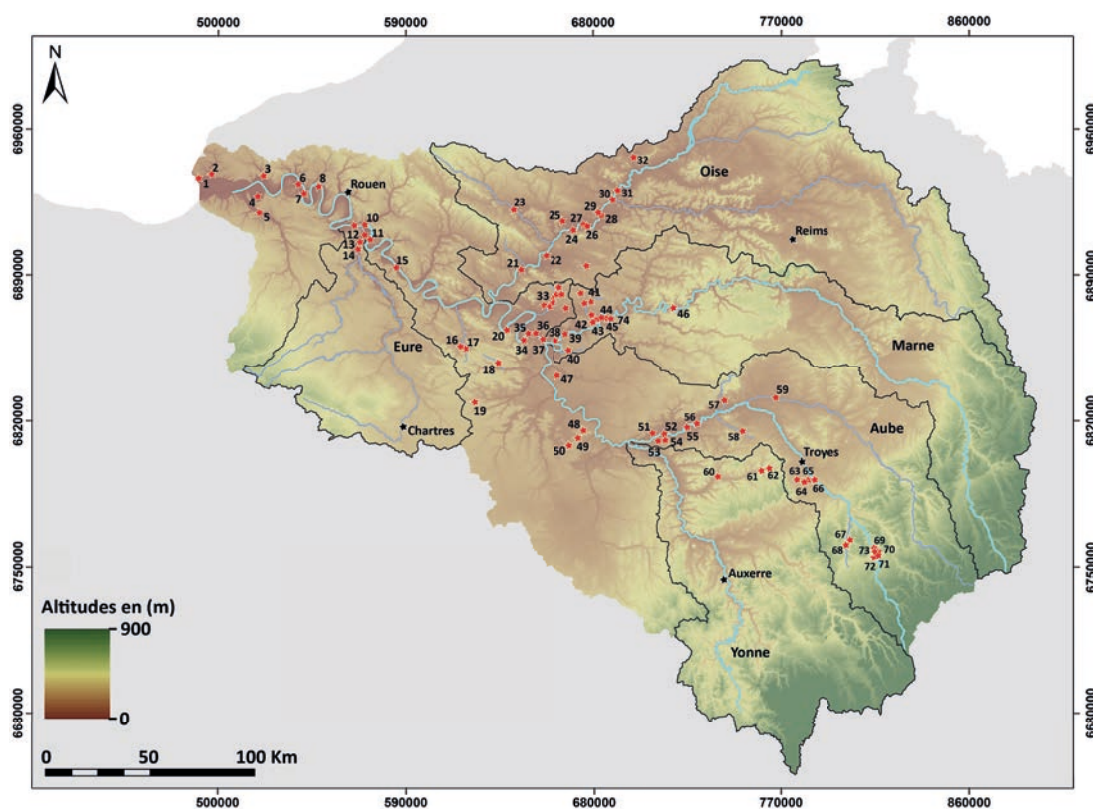 500000 590000 680000 770000 860000
N
6960000 6960000
32
Oise
2 3 6 8 Rouen 30 31
1 7 29
4 23 25 27 28
5 10 24 26 Reims
12 11
13 22
14 15 21
6890000 6890000
33 41
44 46
35 36 42 43 45 74
20 38 Marne
Eure 34 37 39
16 17 40
18 47
19 59
57
56
6820000 6820000
Chartres 48 51 52 Aube
49 53 54 55 58
50 Troyes
60 61 62 63 65
64 66
67 69
68 73 70
72 71
6750000 6750000
Auxerre
Altitudes en (m)
900
Yonne
0
6680000 6680000
0 50 100 Km
500000 590000 680000 770000 860000